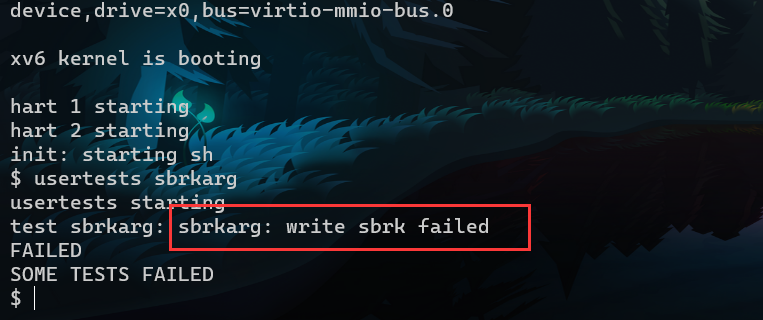 device,drive=x0,bus=virtio-mmio-bus.0
xv6 kernel is booting
hart 1 starting
hart 2 starting
init: starting sh
$ usertests sbrkarg
usertests starting
test sbrkarg: sbrkarg: write sbrk failed
FAILED
SOME TESTS FAILED
$